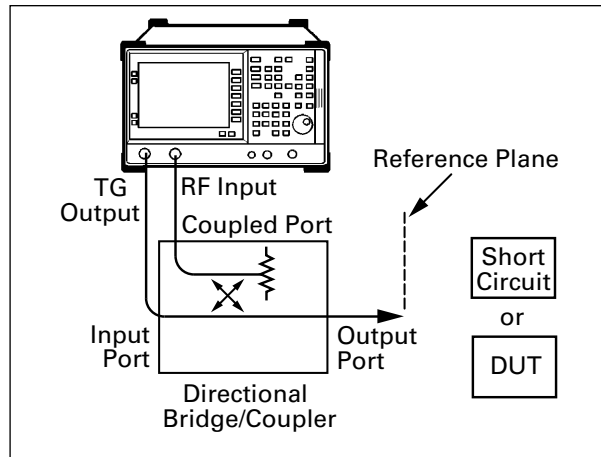 Reference Plane
TG
Output
RF Input
Coupled Port
Short
Circuit
or
DUT
Input
Port
Output
Port
Directional
Bridge/Coupler